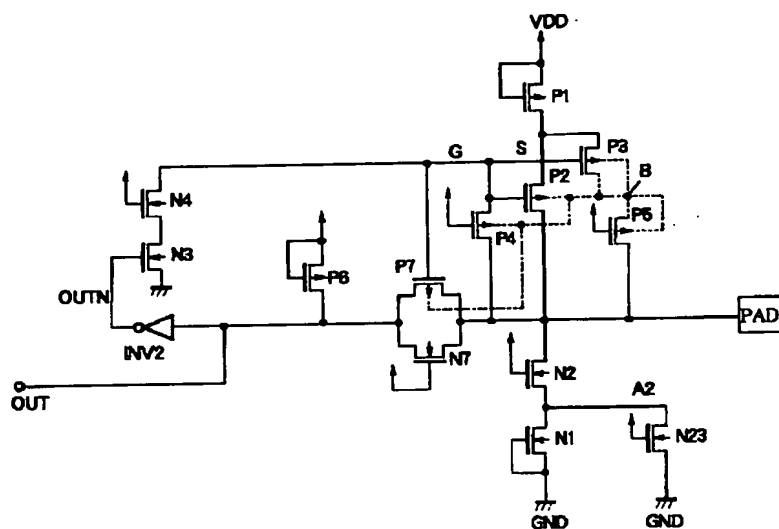 VDD
P1
G
S
P3
P2
B
N4
P4
P5
N3
P6
P7
OUTN
PAD
INV2
N7
N2
A2
OUT
N1
N23
GND
GND